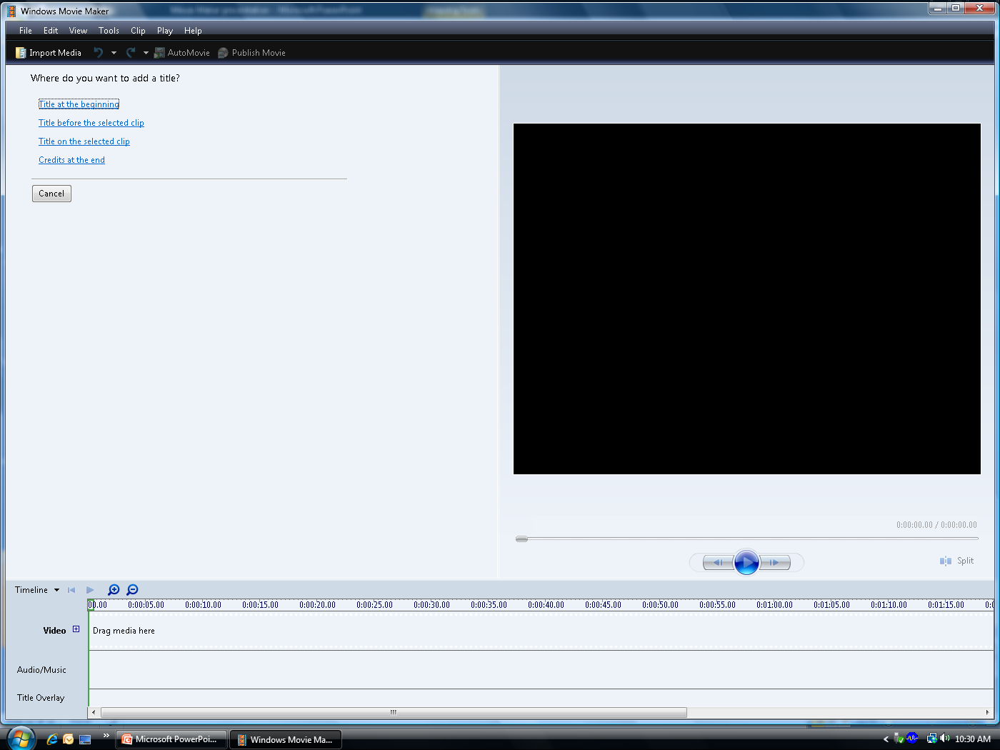 Windows Movie Maker
File Edit View Tools Clip Play Help
Import Media AutoMovie Publish Movie
Where do you want to add a title?
Title at the beginning
Title before the selected clip
Title on the selected clip
Credits at the end
Cancel
0:00:00.00 / 0:00:00.00
Split
Timeline
00.00 0:00:05.00 0:00:10.00 0:00:15.00 0:00:20.00 0:00:25.00 0:00:30.00 0:00:35.00 0:00:40.00 0:00:45.00 0:00:50.00 0:00:55.00 0:01:00.00 0:01:05.00 0:01:10.00 0:01:15.00
Video Drag media here
Audio/Music
Title Overlay
Microsoft PowerPoi... Windows Movie Ma... 10:30 AM